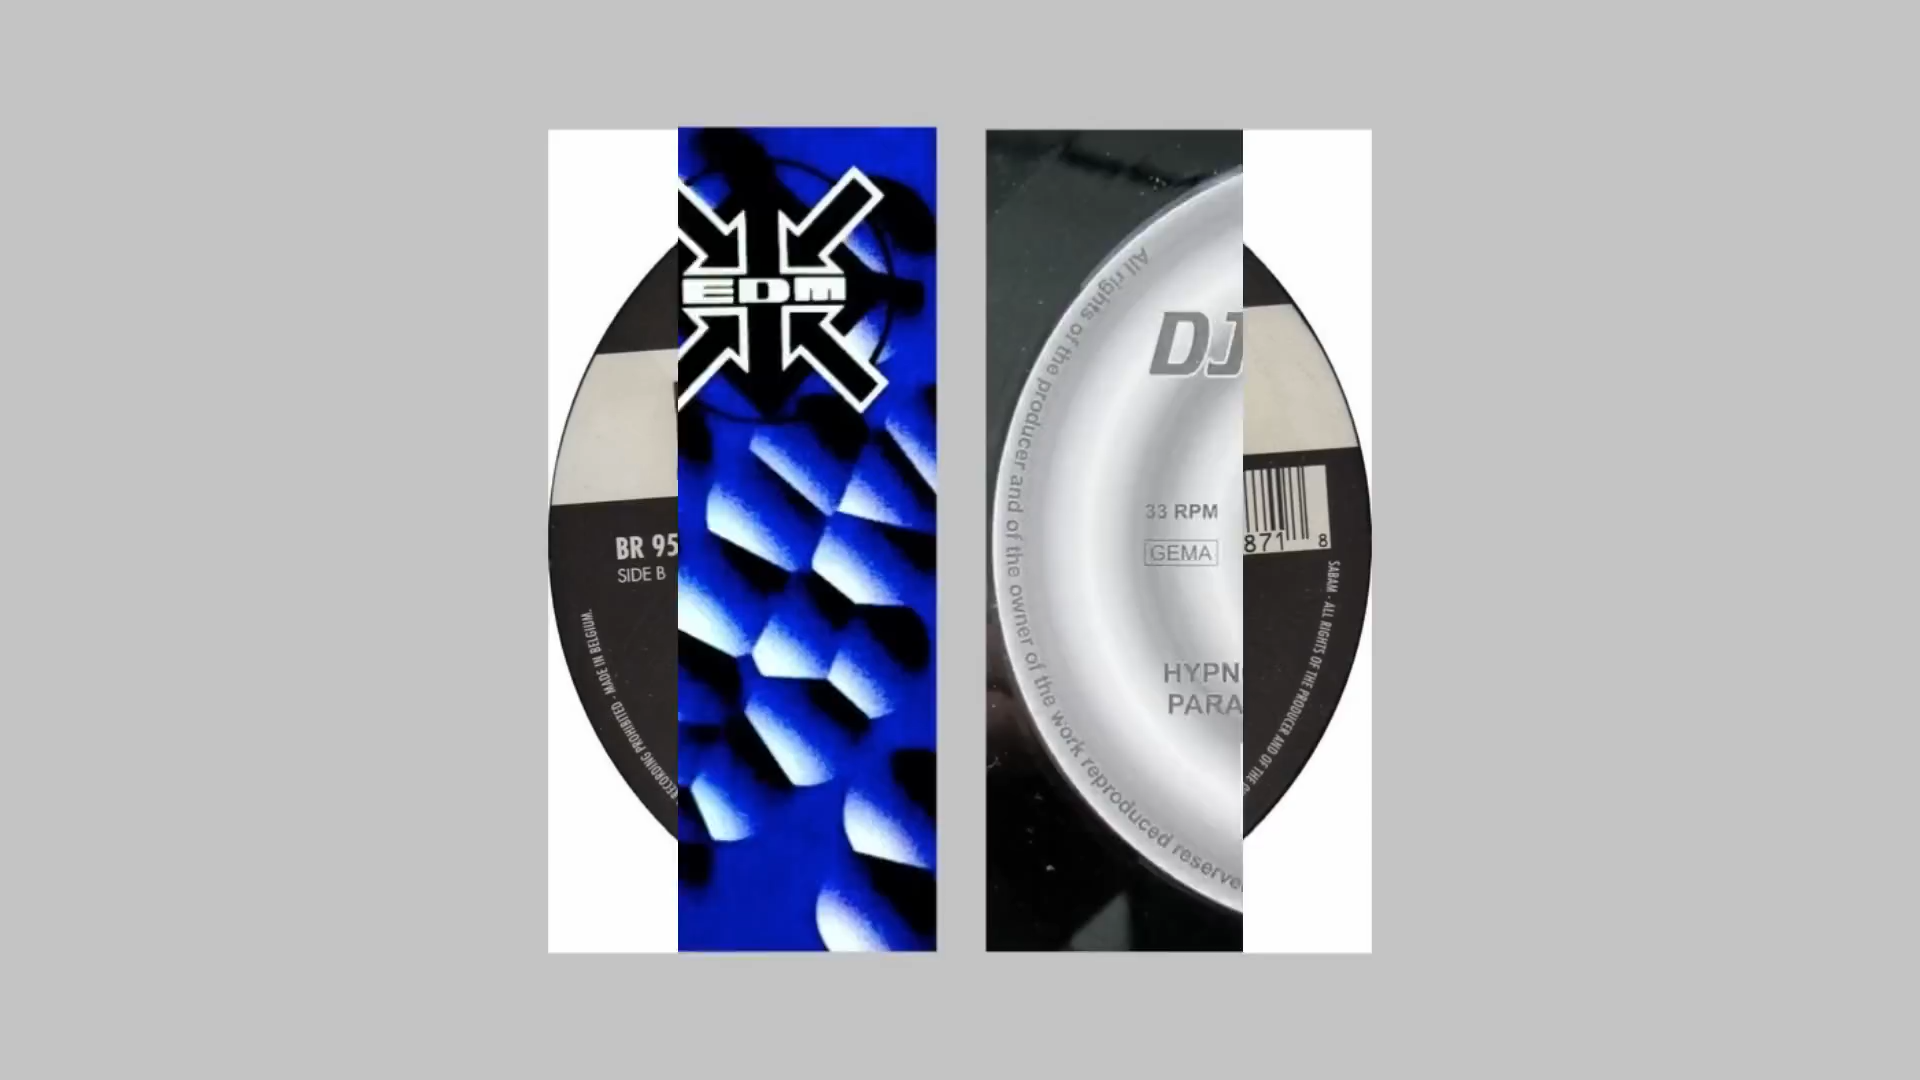 EDM
BR 95
SIDE B
RECORDING PROHIBITED - MADE IN BELGIUM.
All rights of the producer and of the owner of the work reproduced reserve
DJ
33 RPM
GEMA
HYPN
PARA
871 8
SABAM - ALL RIGHTS OF THE PRODUCER AND OF THE